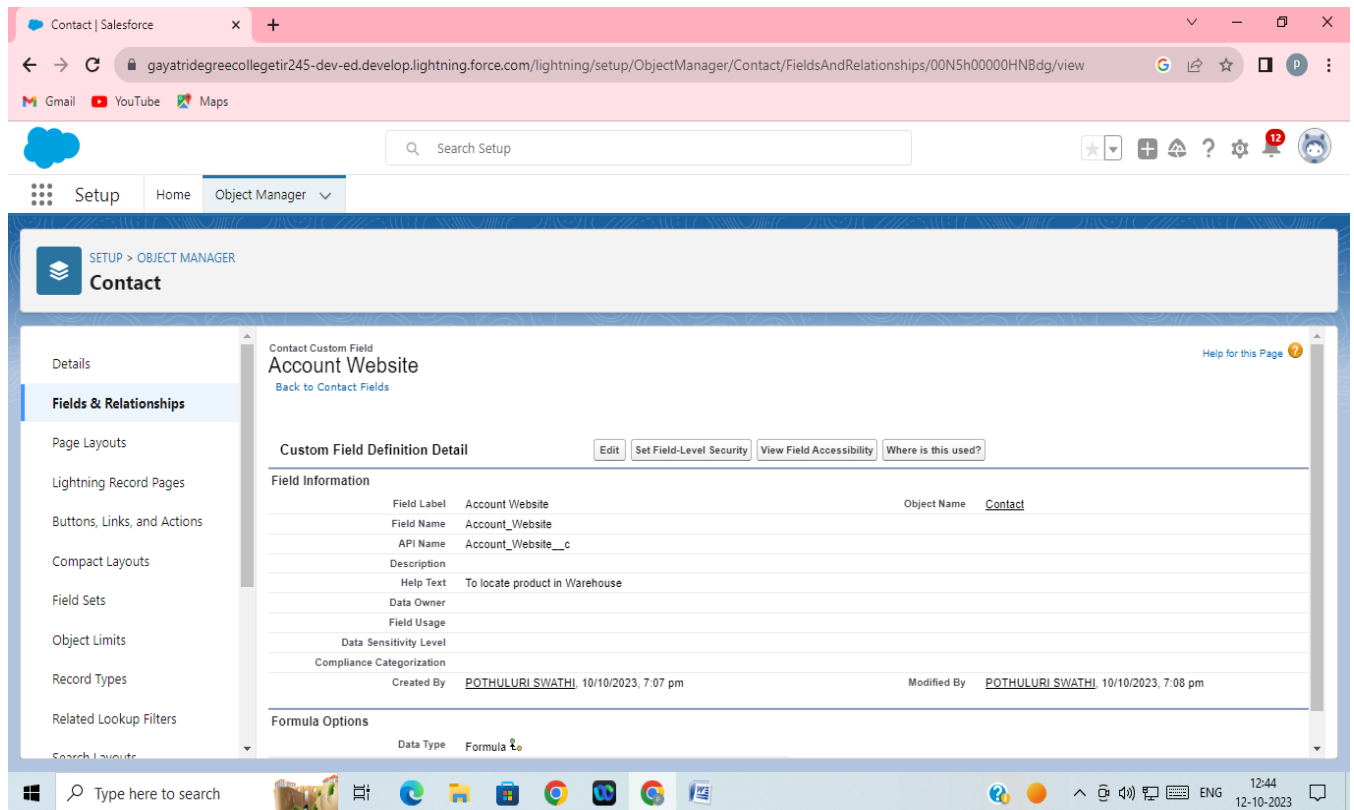 Contact | Salesforce
gayatridegreecollegetir245-dev-ed.develop.lightning.force.com/lightning/setup/ObjectManager/Contact/FieldsAndRelationships/00N5h00000HNBdg/view
P
Gmail YouTube Maps
Search Setup
12
Setup Home Object Manager
SETUP > OBJECT MANAGER
Contact
Details
Fields & Relationships
Page Layouts
Lightning Record Pages
Buttons, Links, and Actions
Compact Layouts
Field Sets
Object Limits
Record Types
Related Lookup Filters
Search Layouts
Contact Custom Field
Account Website
Back to Contact Fields
Help for this Page
Custom Field Definition Detail Edit Set Field-Level Security View Field Accessibility Where is this used?
Field Information
Field Label Account Website Object Name Contact
Field Name Account_Website
API Name Account_Website__c
Description
Help Text To locate product in Warehouse
Data Owner
Field Usage
Data Sensitivity Level
Compliance Categorization
Created By POTHULURI SWATHI, 10/10/2023, 7:07 pm Modified By POTHULURI SWATHI, 10/10/2023, 7:08 pm
Formula Options
Data Type Formula
Type here to search
ENG
12:44
12-10-2023